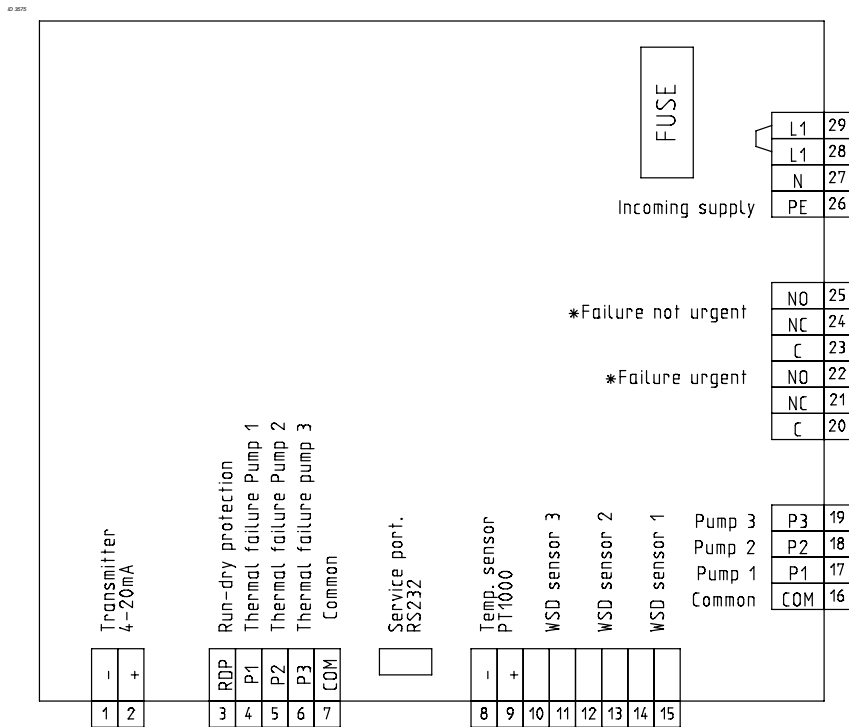 ID 3575
FUSE
L1 29
L1 28
N 27
Incoming supply PE 26
NO 25
*Failure not urgent
NC 24
C 23
*Failure urgent
NO 22
NC 21
C 20
Pump 3 P3 19
Pump 2 P2 18
Pump 1 P1 17
Common COM 16
Transmitter
4-20mA
Run-dry protection
Thermal failure Pump 1
Thermal failure Pump 2
Thermal failure pump 3
Common
Service port.
RS232
Temp. sensor
PT1000
WSD sensor 3
WSD sensor 2
WSD sensor 1
- + RDP P1 P2 P3 COM - +
1 2 3 4 5 6 7 8 9 10 11 12 13 14 15